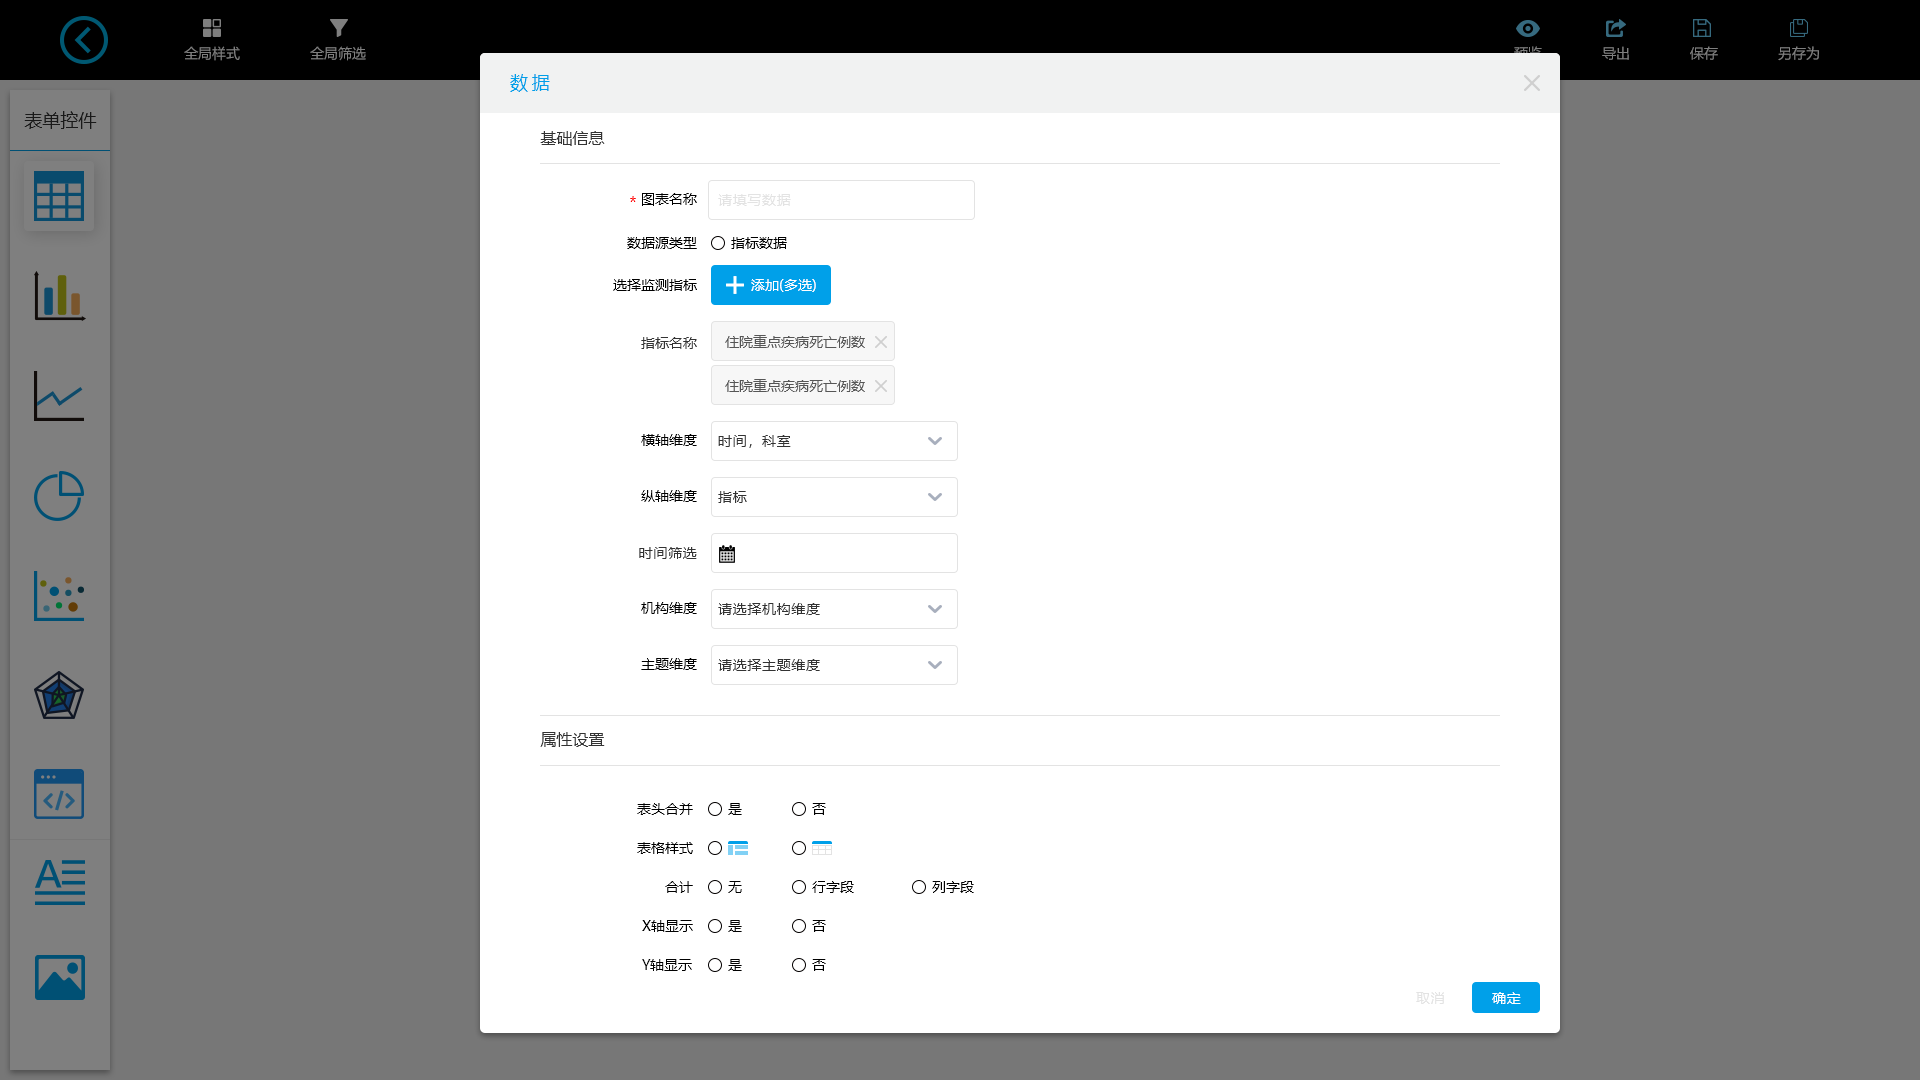 全局样式
全局筛选
预览
导出
保存
另存为
表单控件
数据
基础信息
* 图表名称 请填写数据
数据源类型 指标数据
选择监测指标 添加(多选)
指标名称 住院重点疾病死亡例数
住院重点疾病死亡例数
横轴维度 时间，科室
纵轴维度 指标
时间筛选
机构维度 请选择机构维度
主题维度 请选择主题维度
属性设置
表头合并 是 否
表格样式
合计 无 行字段 列字段
X轴显示 是 否
Y轴显示 是 否
取消 确定